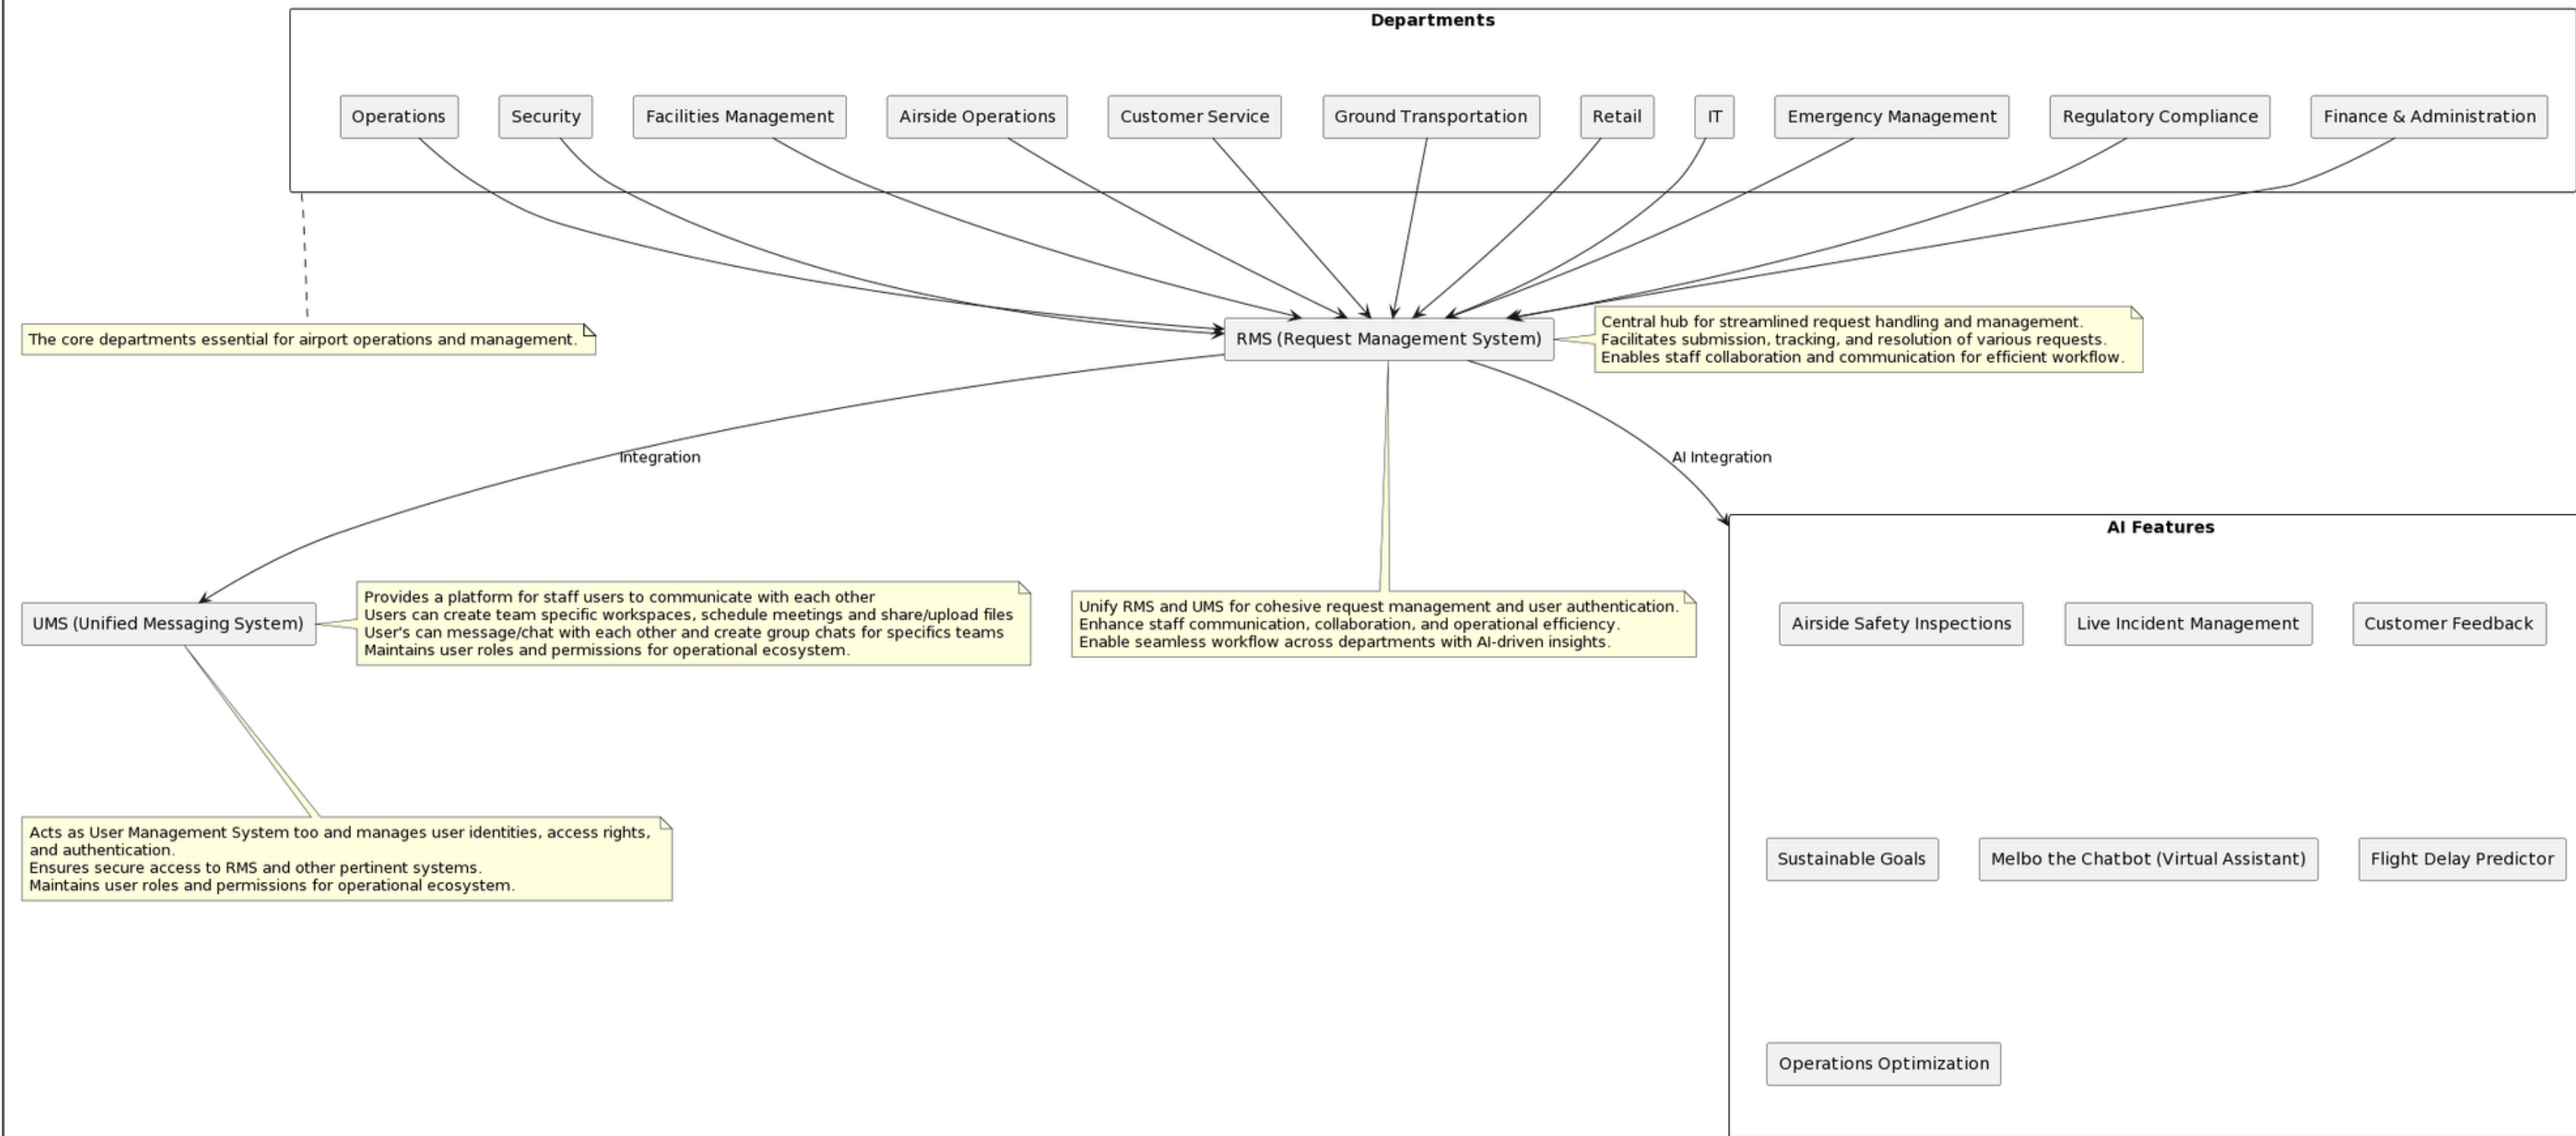 Departments
Operations
Security
Facilities Management
Airside Operations
Customer Service
Ground Transportation
Retail
IT
Emergency Management
Regulatory Compliance
Finance & Administration
The core departments essential for airport operations and management.
RMS (Request Management System)
Central hub for streamlined request handling and management.
Facilitates submission, tracking, and resolution of various requests.
Enables staff collaboration and communication for efficient workflow.
Integration
AI Integration
AI Features
UMS (Unified Messaging System)
Provides a platform for staff users to communicate with each other
Users can create team specific workspaces, schedule meetings and share/upload files
User's can message/chat with each other and create group chats for specifics teams
Maintains user roles and permissions for operational ecosystem.
Unify RMS and UMS for cohesive request management and user authentication.
Enhance staff communication, collaboration, and operational efficiency.
Enable seamless workflow across departments with AI-driven insights.
Airside Safety Inspections
Live Incident Management
Customer Feedback
Acts as User Management System too and manages user identities, access rights,
and authentication.
Ensures secure access to RMS and other pertinent systems.
Maintains user roles and permissions for operational ecosystem.
Sustainable Goals
Melbo the Chatbot (Virtual Assistant)
Flight Delay Predictor
Operations Optimization